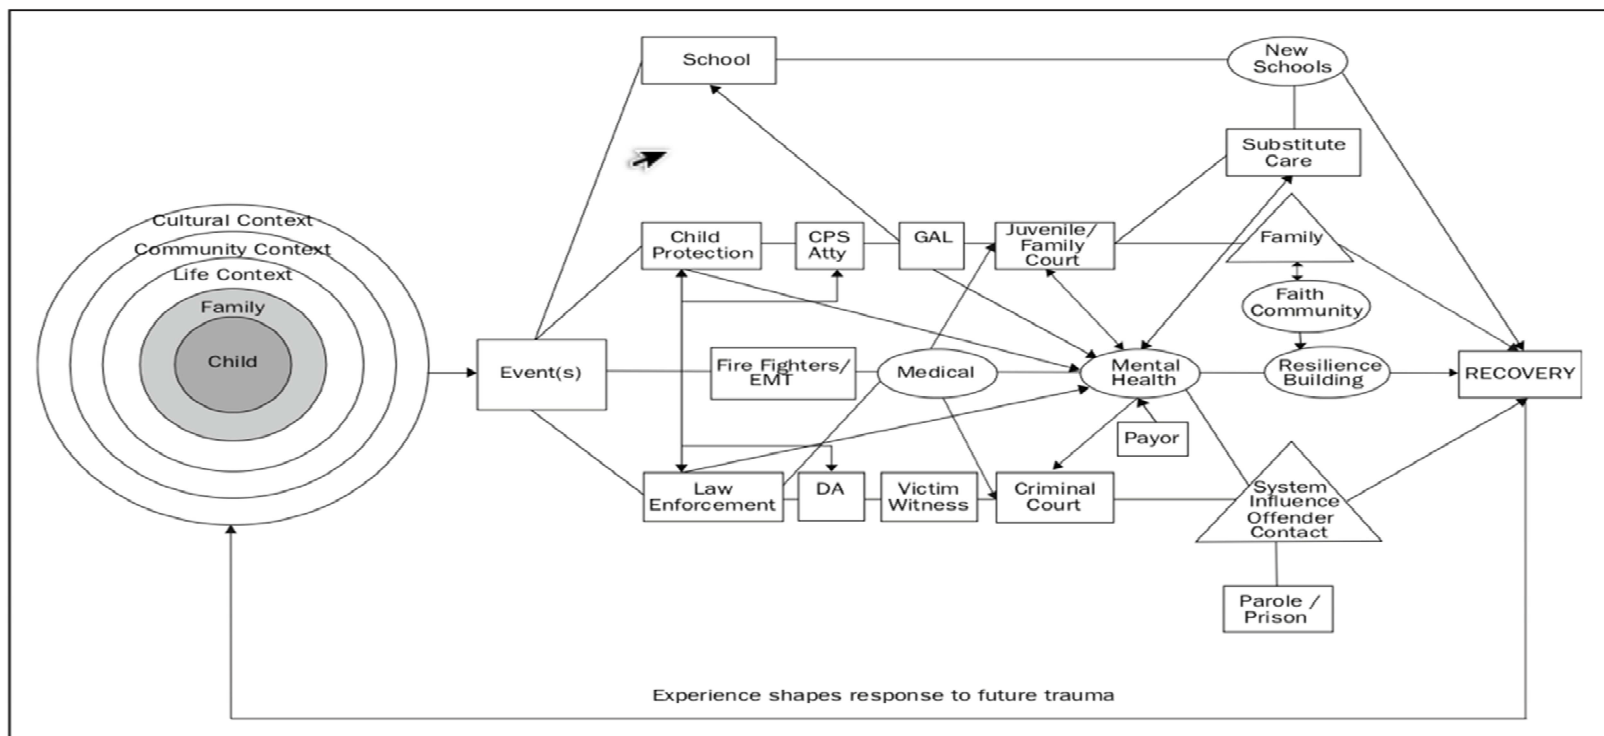 School
New
Schools
Substitute
Care
Cultural Context
Community Context
Life Context
Family
Child
Child
Protection
CPS
Atty
GAL
Juvenile/
Family
Court
Family
Faith
Community
Event(s)
Fire Fighters/
EMT
Medical
Mental
Health
Resilience
Building
RECOVERY
Payor
Law
Enforcement
DA
Victim
Witness
Criminal
Court
System
Influence
Offender
Contact
Parole /
Prison
Experience shapes response to future trauma